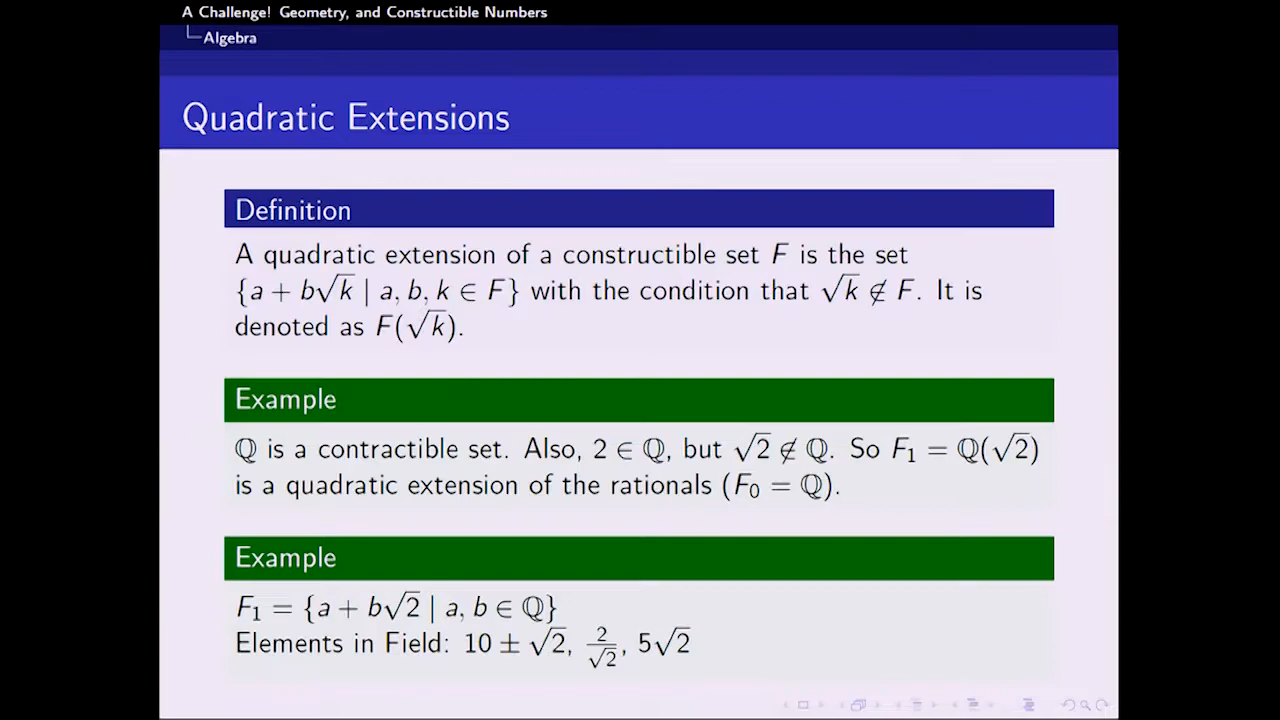 A Challenge! Geometry, and Constructible Numbers
Algebra
Quadratic Extensions
Definition
A quadratic extension of a constructible set F is the set
{a + b√k | a, b, k ∈ F} with the condition that √k ∉ F. It is
denoted as F(√k).
Example
ℚ is a contractible set. Also, 2 ∈ ℚ, but √2 ∉ ℚ. So F₁ = ℚ(√2)
is a quadratic extension of the rationals (F₀ = ℚ).
Example
F₁ = {a + b√2 | a, b ∈ ℚ}
Elements in Field: 10 ± √2, 2/√2, 5√2